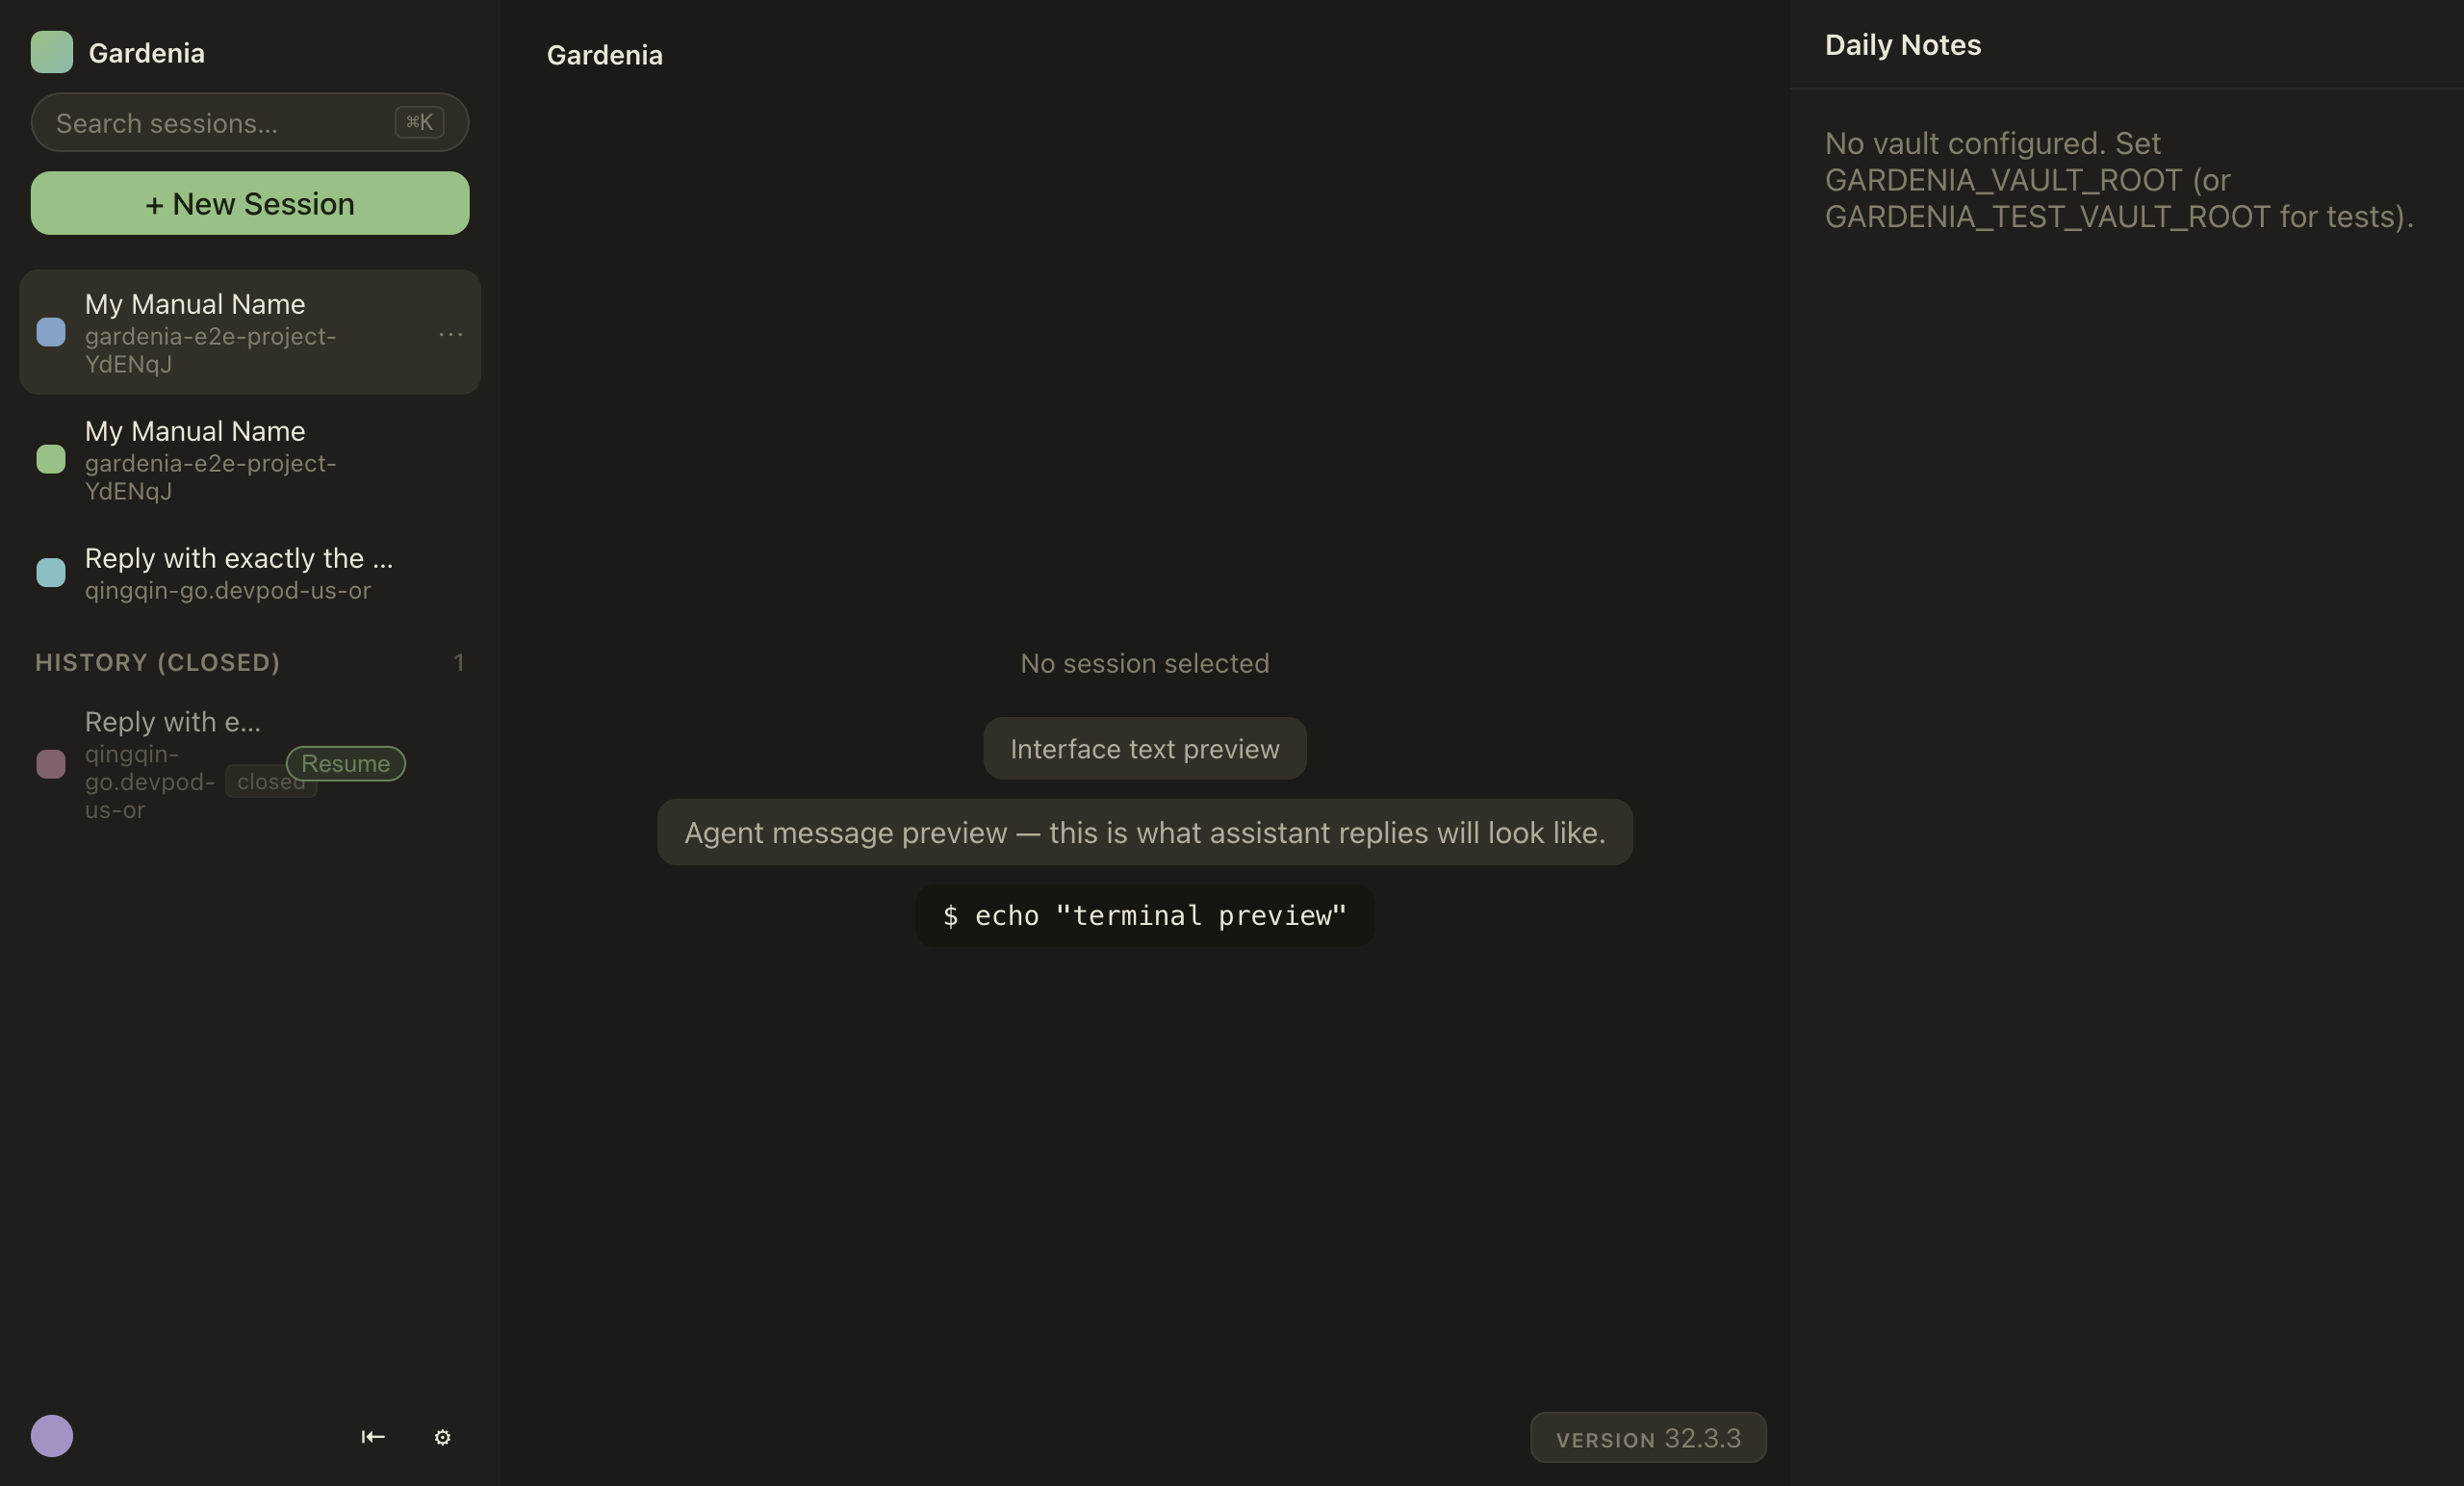 Gardenia
Search sessions... ⌘K
+ New Session
My Manual Name
gardenia-e2e-project-
YdENqJ
...
My Manual Name
gardenia-e2e-project-
YdENqJ
Reply with exactly the ...
qingqin-go.devpod-us-or
HISTORY (CLOSED) 1
Reply with e...
qingqin-
go.devpod-
us-or
closed
Resume
Gardenia
No session selected
Interface text preview
Agent message preview — this is what assistant replies will look like.
$ echo "terminal preview"
VERSION 32.3.3
Daily Notes
No vault configured. Set
GARDENIA_VAULT_ROOT (or
GARDENIA_TEST_VAULT_ROOT for tests).